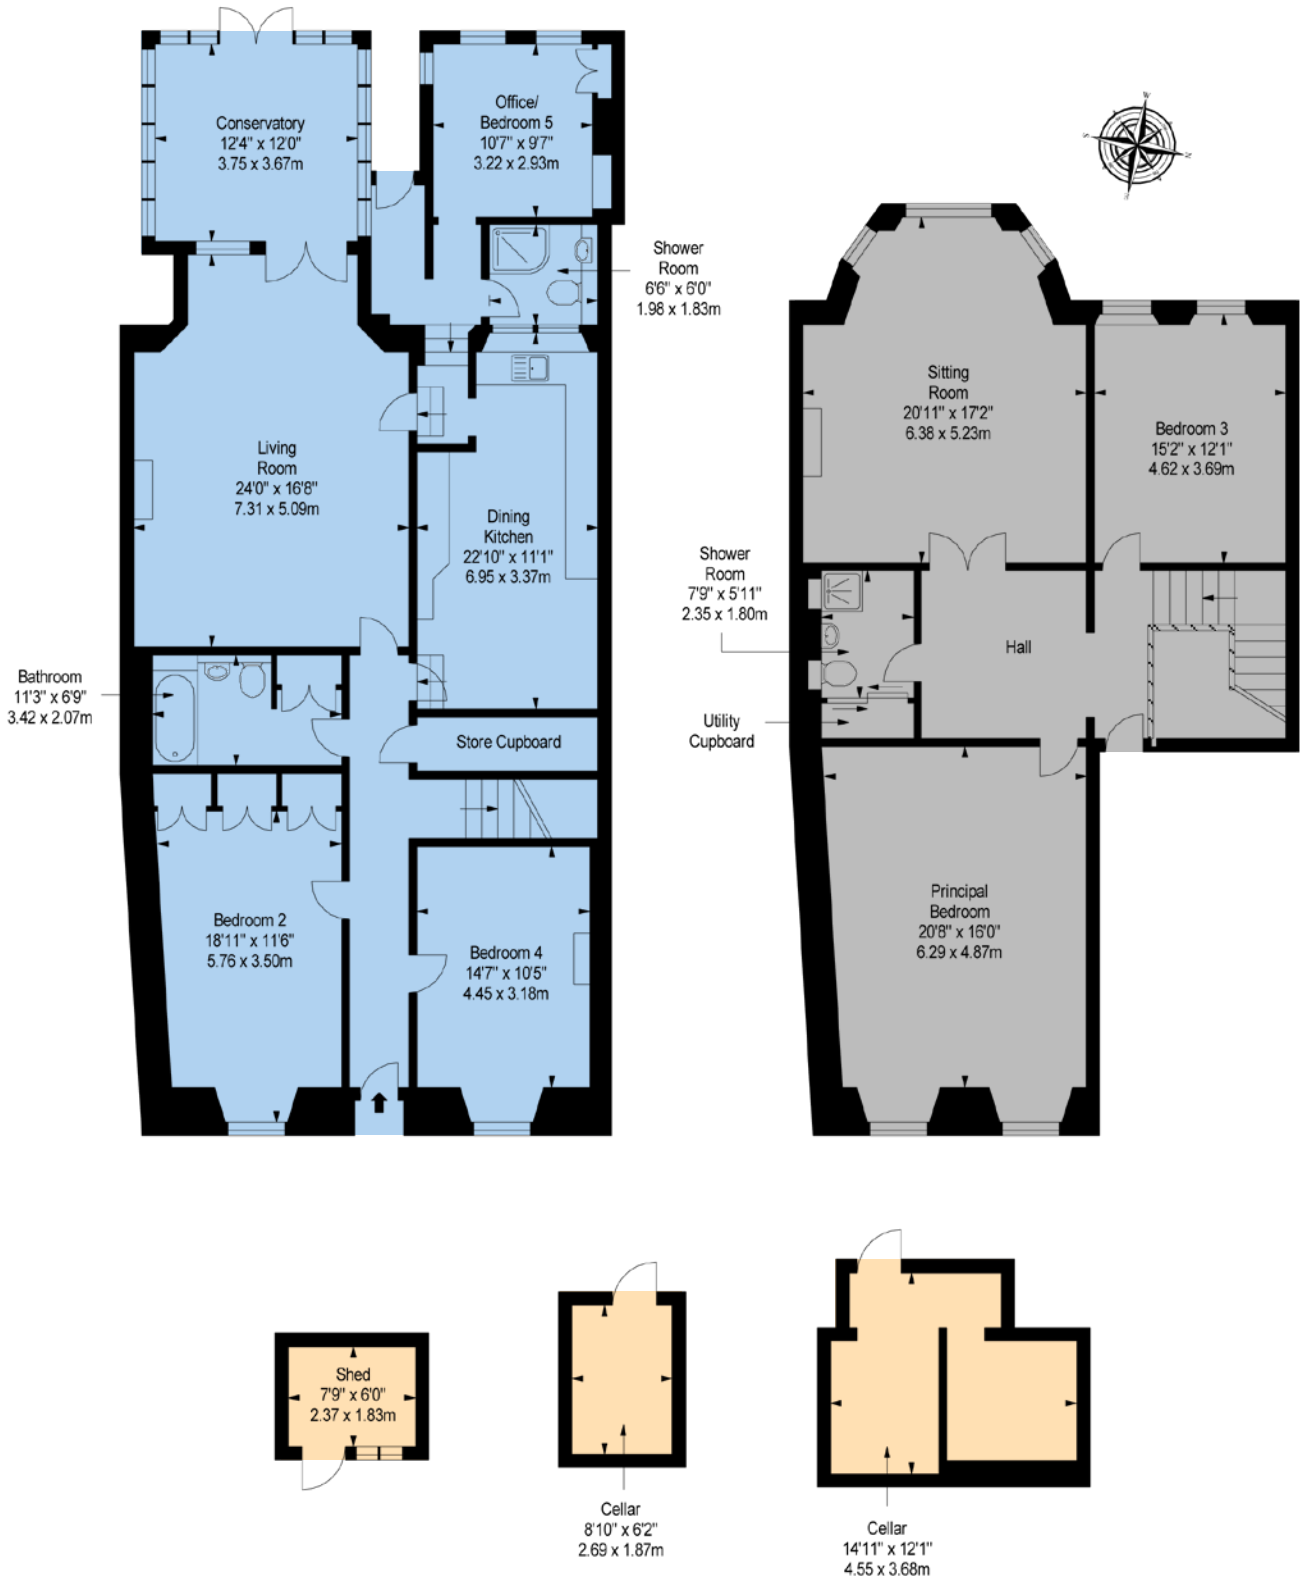 Conservatory
12'4" x 12'0"
3.75 x 3.67m
Office/
Bedroom 5
10'7" x 9'7"
3.22 x 2.93m
W
S
N
Shower
Room
6'6" x 6'0"
1.98 x 1.83m
Living
Room
24'0" x 16'8"
7.31 x 5.09m
Dining
Kitchen
22'10" x 11'1"
6.95 x 3.37m
Sitting
Room
20'11" x 17'2"
6.38 x 5.23m
Bedroom 3
15'2" x 12'1"
4.62 x 3.69m
Shower
Room
7'9" x 5'11"
2.35 x 1.80m
Hall
Bathroom
11'3" x 6'9"
3.42 x 2.07m
Store Cupboard
Utility
Cupboard
Bedroom 2
18'11" x 11'6"
5.76 x 3.50m
Bedroom 4
14'7" x 10'5"
4.45 x 3.18m
Principal
Bedroom
20'8" x 16'0"
6.29 x 4.87m
Shed
7'9" x 6'0"
2.37 x 1.83m
Cellar
8'10" x 6'2"
2.69 x 1.87m
Cellar
14'11" x 12'1"
4.55 x 3.68m